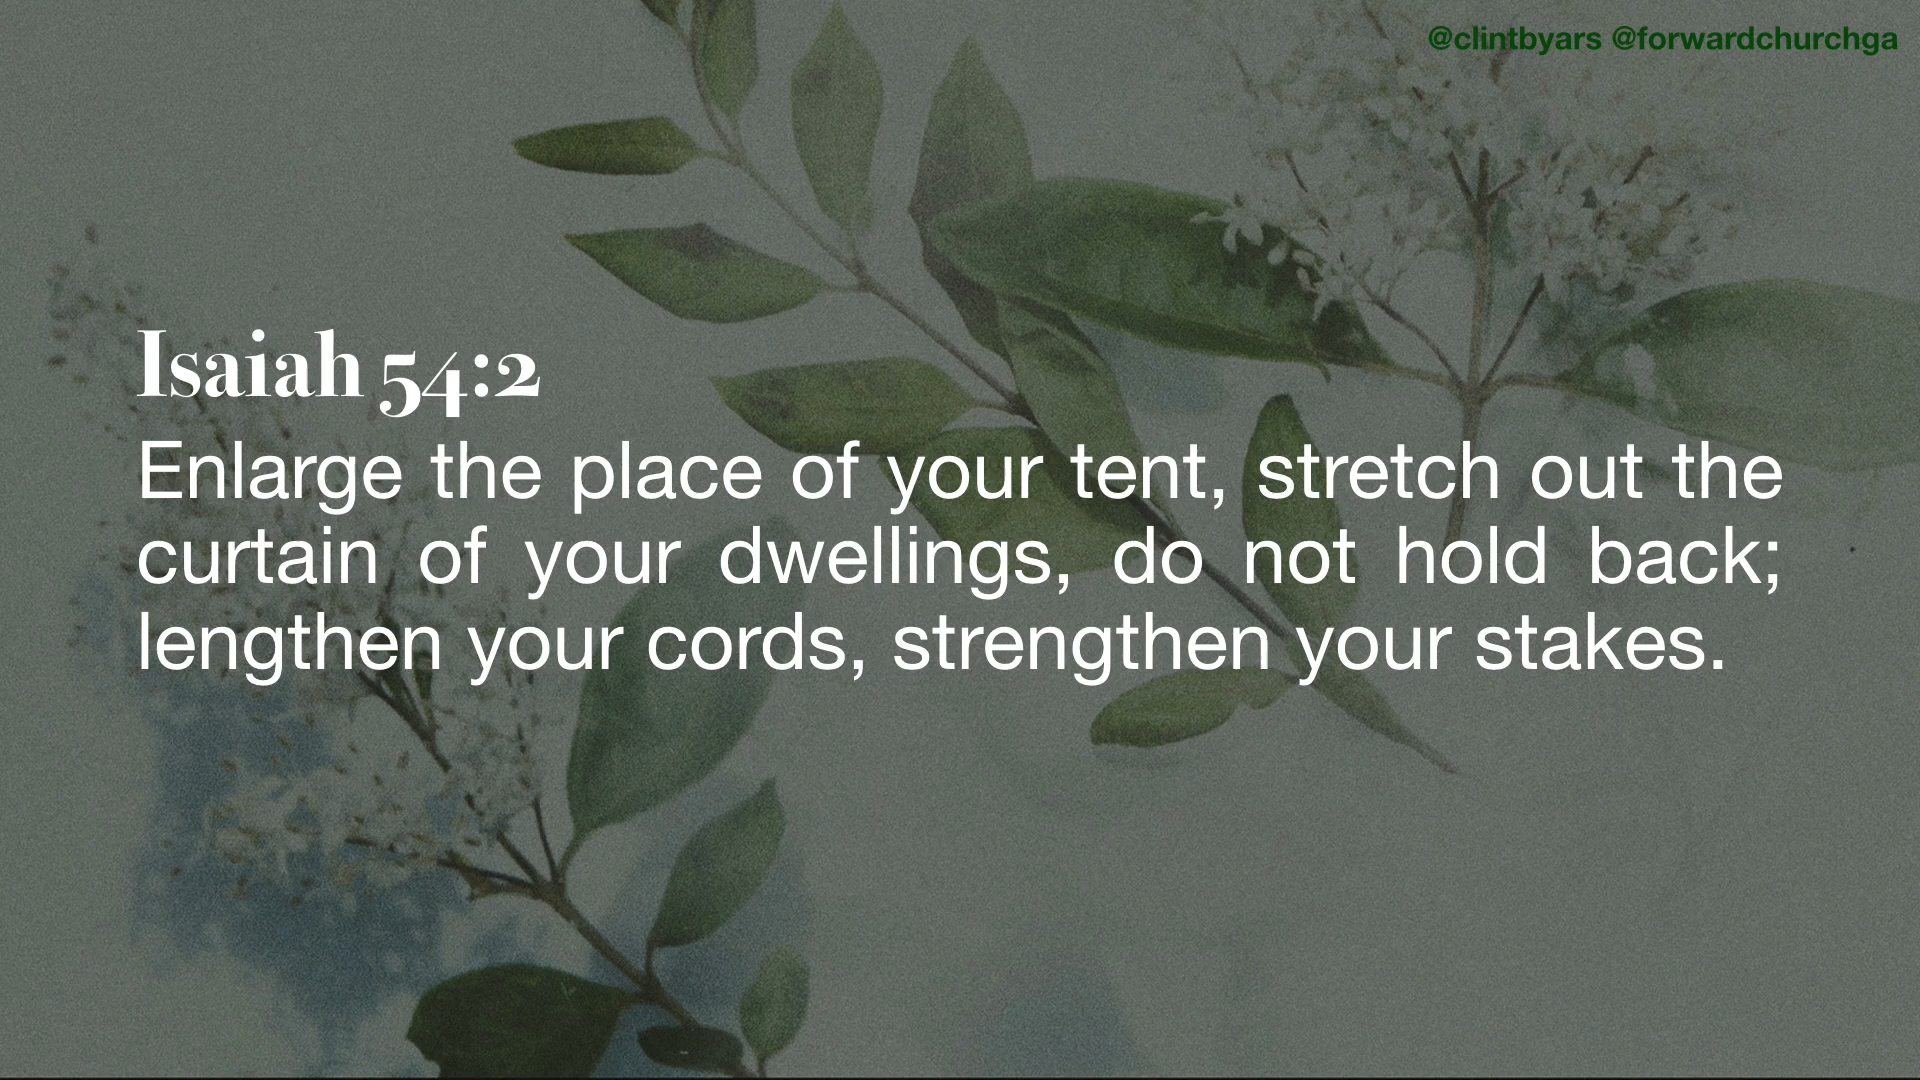 @clintbyars @forwardchurchga
Isaiah 54:2
Enlarge the place of your tent, stretch out the
curtain of your dwellings, do not hold back;
lengthen your cords, strengthen your stakes.